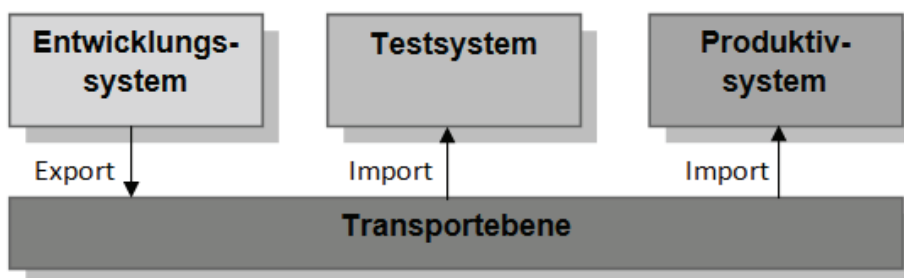 Entwicklungs-
system
Testsystem
Produktiv-
system
Export
Import
Import
Transportebene